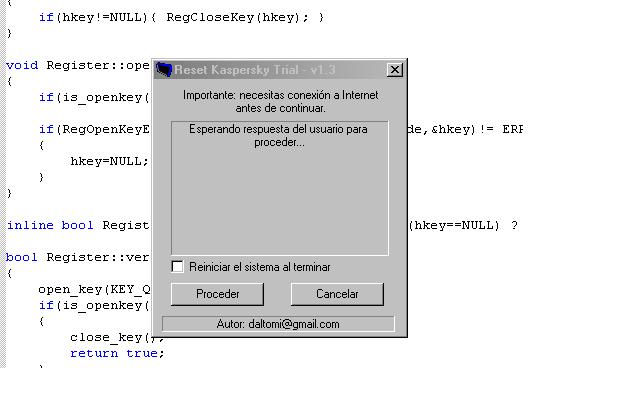 {
if(hkey!=NULL){ RegCloseKey(hkey); }
}
void Register::ope
{
if(is_openkey(
if(RegOpenKeyE
de,&hkey)!= ERR
{
hkey=NULL;
}
}
inline bool Regist
(hkey==NULL) ?
bool Register::ver
{
open_key(KEY_Q
if(is_openkey(
{
close_key();
return true;
Reset Kaspersky Trial - v1.3
Importante: necesitas conexión a Internet
antes de continuar.
Esperando respuesta del usuario para
proceder...
Reiniciar el sistema al terminar
Proceder
Cancelar
Autor: daltomi@gmail.com